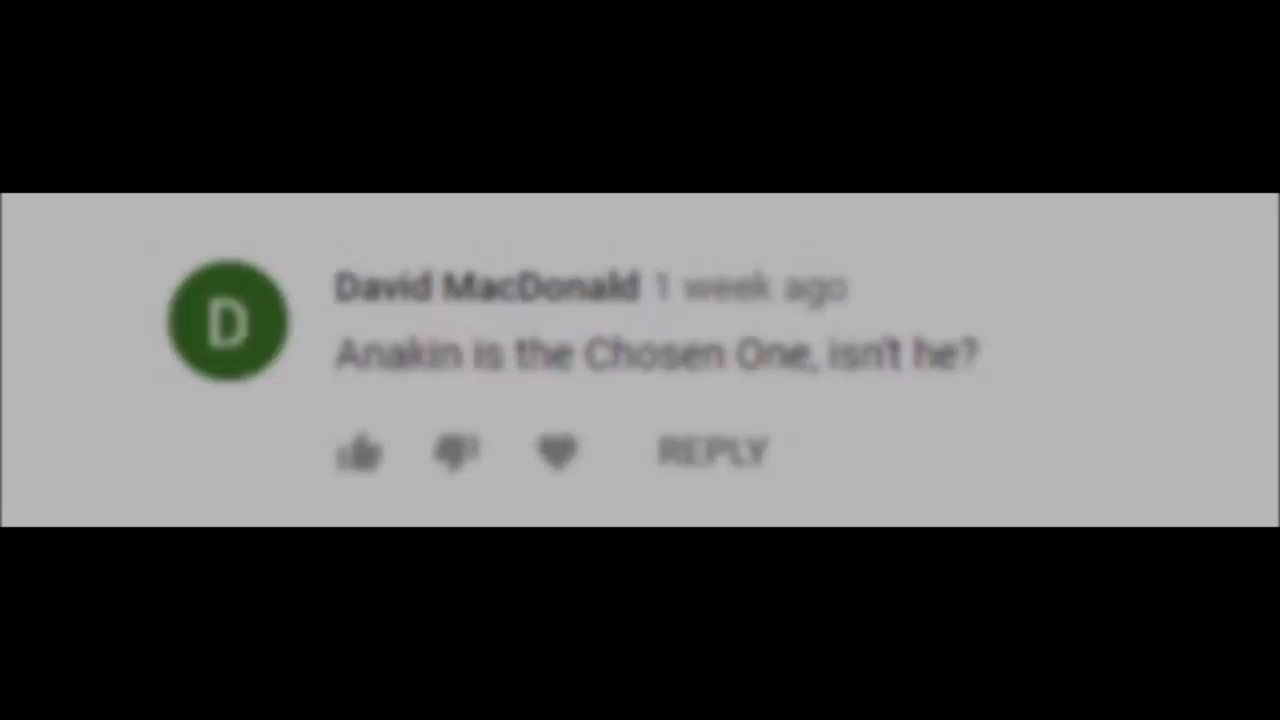 D
David MacDonald 1 week ago
Anakin is the Chosen One, isn't he?
REPLY